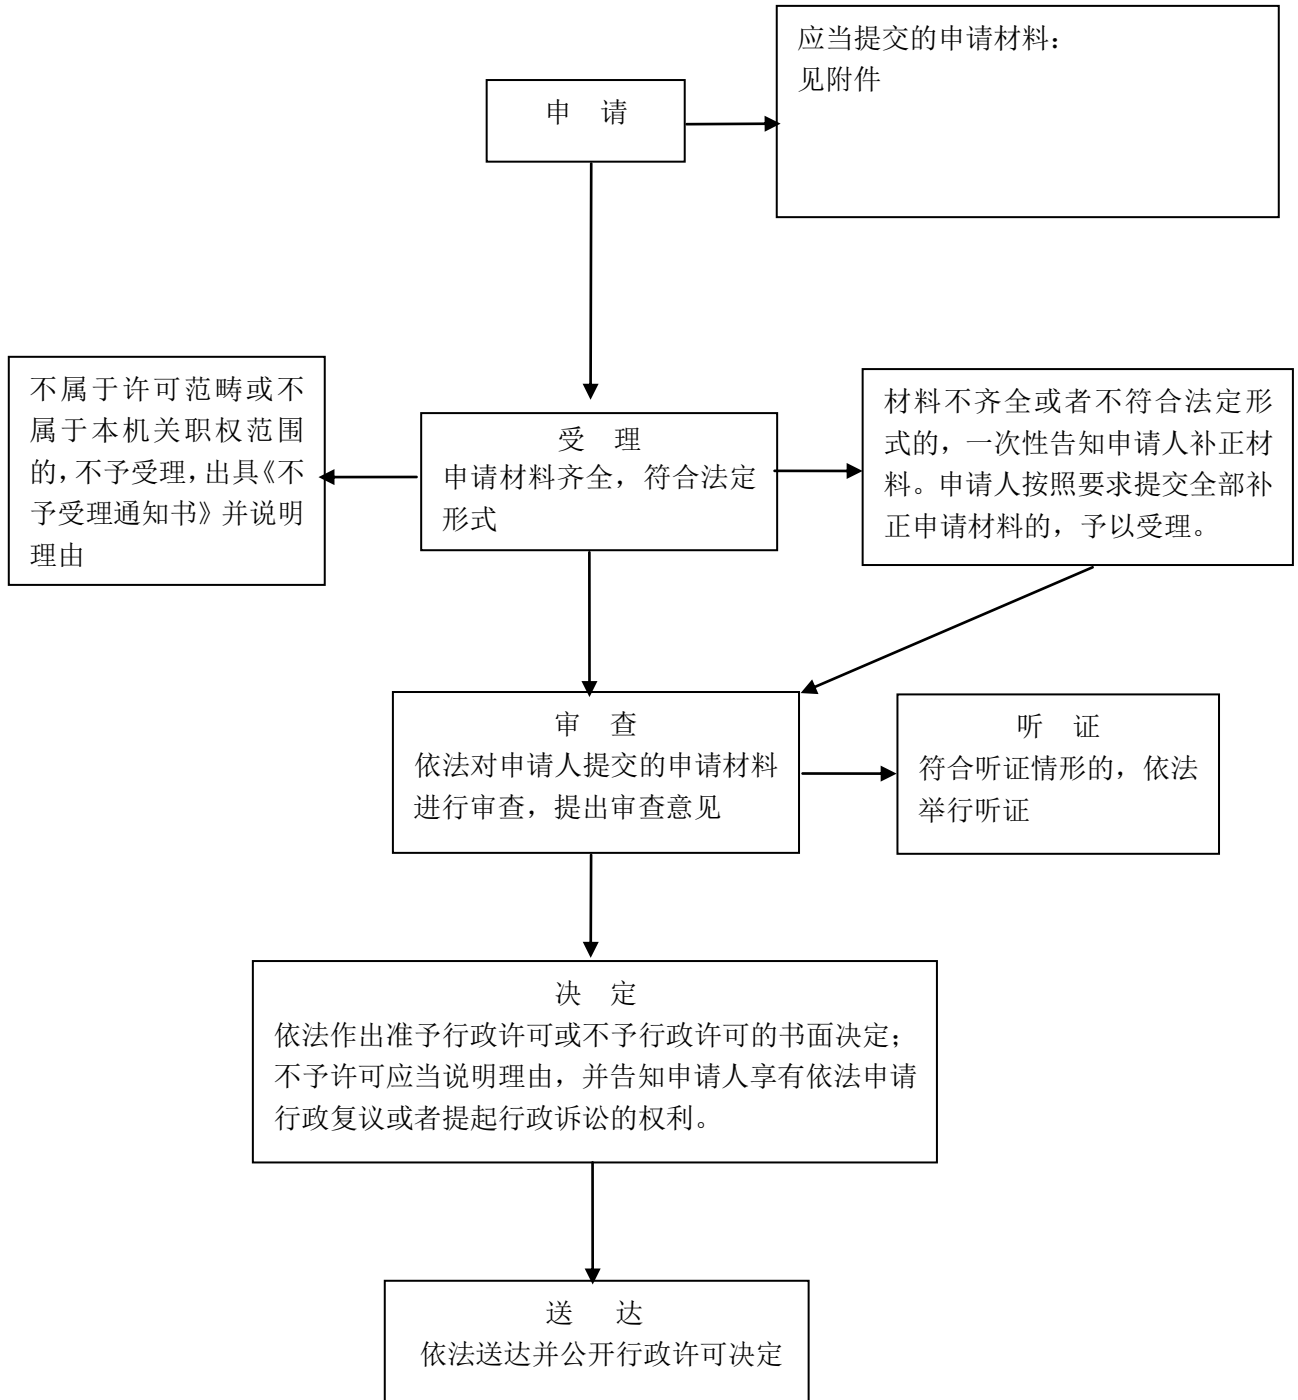 应当提交的申请材料：
见附件
申 请
不属于许可范畴或不
属于本机关职权范围
的，不予受理，出具《不
予受理通知书》并说明
理由
受 理
申请材料齐全，符合法定
形式
材料不齐全或者不符合法定形
式的，一次性告知申请人补正材
料。申请人按照要求提交全部补
正申请材料的，予以受理。
审 查
依法对申请人提交的申请材料
进行审查，提出审查意见
听 证
符合听证情形的，依法
举行听证
决 定
依法作出准予行政许可或不予行政许可的书面决定；
不予许可应当说明理由，并告知申请人享有依法申请
行政复议或者提起行政诉讼的权利。
送 达
依法送达并公开行政许可决定